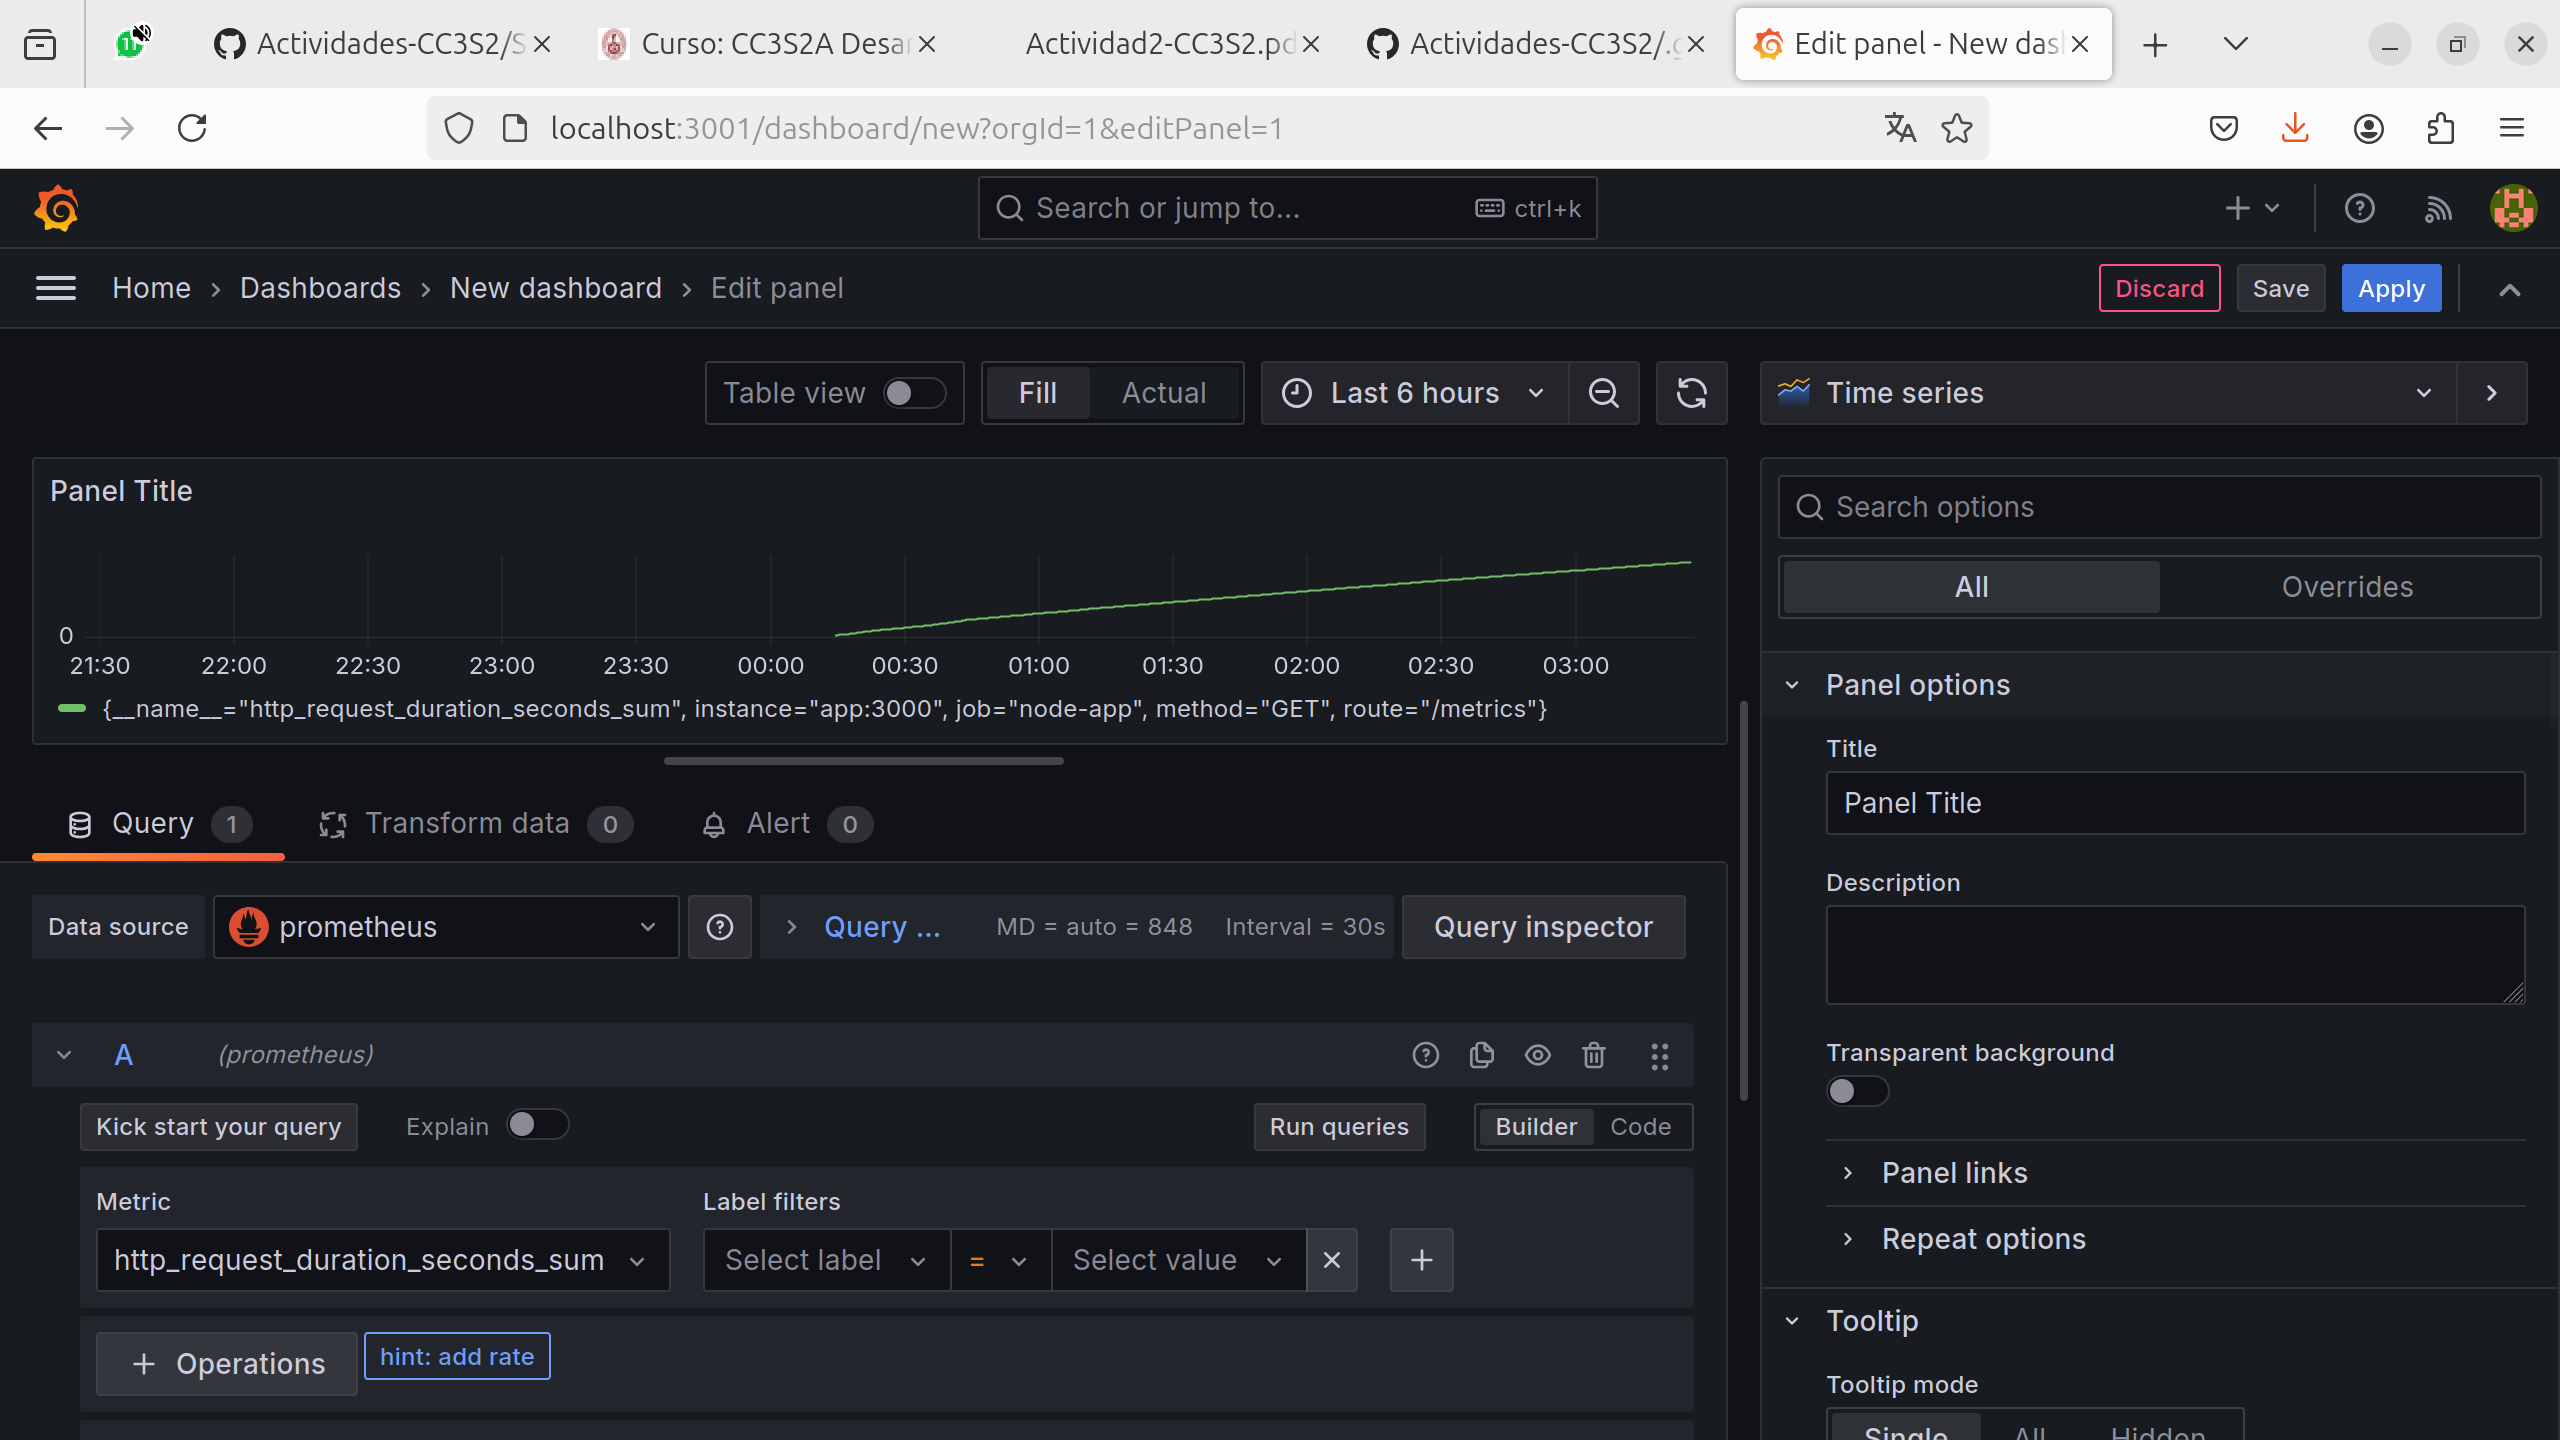 Actividades-CC3S2/S
Curso: CC3S2A Desar
Actividad2-CC3S2.pd
Actividades-CC3S2/.g
Edit panel - New das
localhost:3001/dashboard/new?orgId=1&editPanel=1
Search or jump to...
ctrl+k
Home > Dashboards > New dashboard > Edit panel
Discard
Save
Apply
Table view
Fill
Actual
Last 6 hours
Time series
Panel Title
0
21:30 22:00 22:30 23:00 23:30 00:00 00:30 01:00 01:30 02:00 02:30 03:00
{__name__="http_request_duration_seconds_sum", instance="app:3000", job="node-app", method="GET", route="/metrics"}
Query 1
Transform data 0
Alert 0
Data source
prometheus
Query ...
MD = auto = 848
Interval = 30s
Query inspector
A
(prometheus)
Kick start your query
Explain
Run queries
Builder
Code
Metric
Label filters
http_request_duration_seconds_sum
Select label
=
Select value
+ Operations
hint: add rate
Search options
All
Overrides
Panel options
Title
Panel Title
Description
Transparent background
Panel links
Repeat options
Tooltip
Tooltip mode
Single
All
Hidden